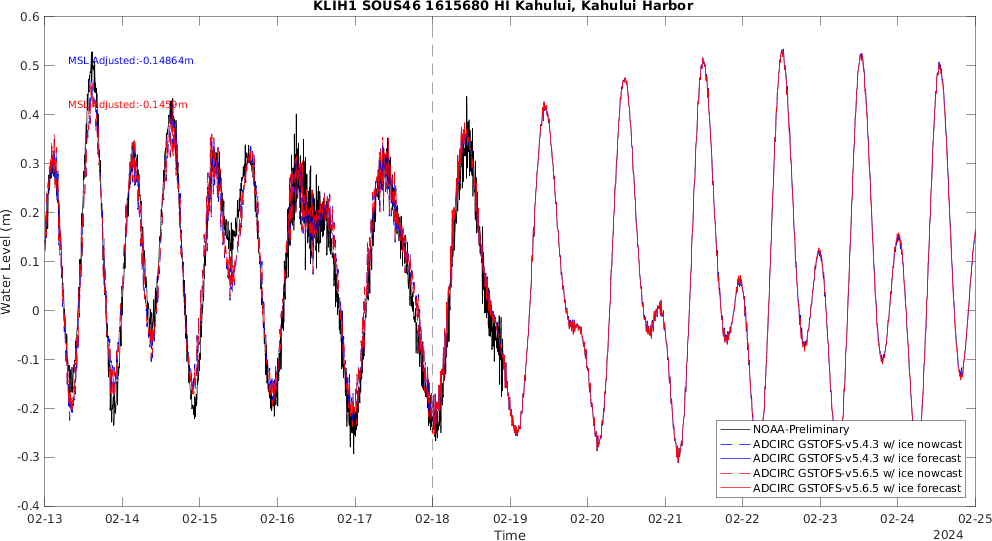 KLIH1 SOUS46 1615680 HI Kahului, Kahului Harbor
0.6
0.5
0.4
0.3
0.2
0.1
0
-0.1
-0.2
-0.3
-0.4
Water Level (m)
MSL Adjusted:-0.14864m
MSL Adjusted:-0.1459m
NOAA-Preliminary
ADCIRC GSTOFS-v5.4.3 w/ ice nowcast
ADCIRC GSTOFS-v5.4.3 w/ ice forecast
ADCIRC GSTOFS-v5.6.5 w/ ice nowcast
ADCIRC GSTOFS-v5.6.5 w/ ice forecast
02-13 02-14 02-15 02-16 02-17 02-18 02-19 02-20 02-21 02-22 02-23 02-24 02-25
Time
2024